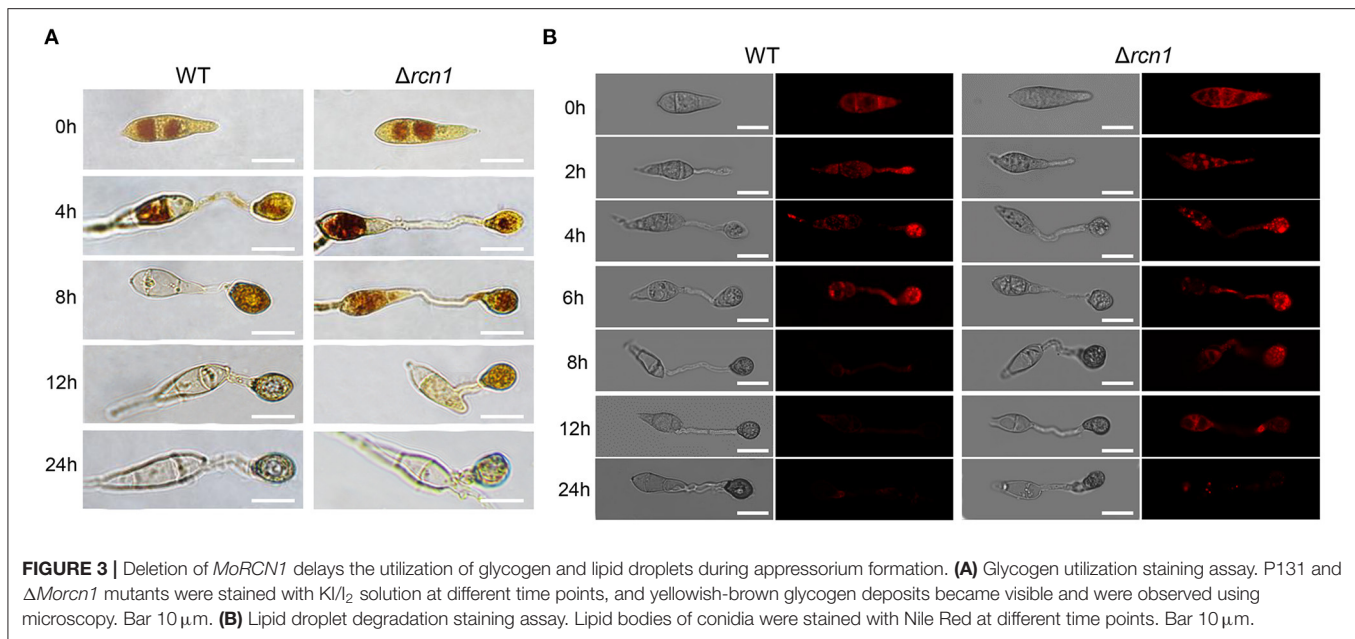 A
B
WT
Δrcn1
WT
Δrcn1
0h
4h
8h
12h
24h
0h
2h
4h
6h
8h
12h
24h
FIGURE 3 | Deletion of MoRCN1 delays the utilization of glycogen and lipid droplets during appressorium formation. (A) Glycogen utilization staining assay. P131 and
ΔMorcn1 mutants were stained with KI/I₂ solution at different time points, and yellowish-brown glycogen deposits became visible and were observed using
microscopy. Bar 10 μm. (B) Lipid droplet degradation staining assay. Lipid bodies of conidia were stained with Nile Red at different time points. Bar 10 μm.